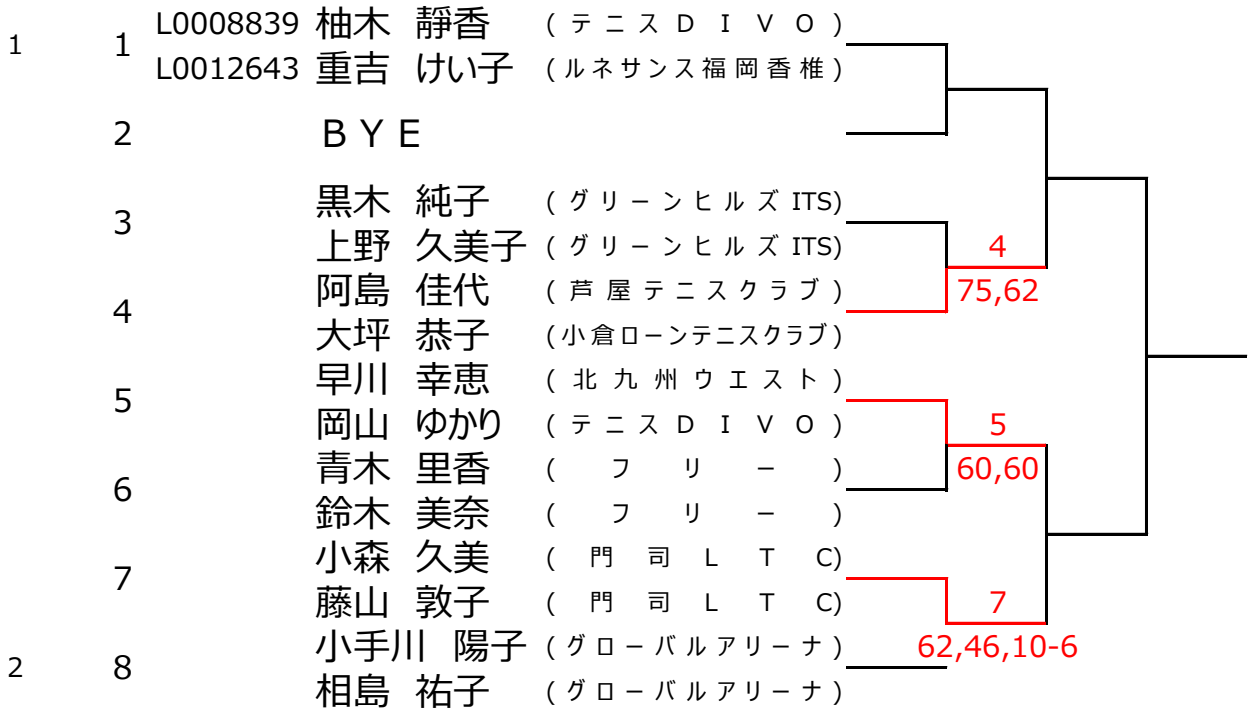 1 1 L0008839 柚木 靜香 (テニスDIVO)
L0012643 重吉 けい子 (ルネサンス福岡香椎)
2 BYE
3 黒木 純子 (グリーンヒルズITS)
上野 久美子 (グリーンヒルズITS)
4
75,62
4 阿島 佳代 (芦屋テニスクラブ)
大坪 恭子 (小倉ローンテニスクラブ)
5 早川 幸恵 (北九州ウエスト)
岡山 ゆかり (テニスDIVO)
5
60,60
6 青木 里香 (フリー)
鈴木 美奈 (フリー)
7 小森 久美 (門司LTC)
藤山 敦子 (門司LTC)
7
62,46,10-6
2 8 小手川 陽子 (グローバルアリーナ)
相島 祐子 (グローバルアリーナ)